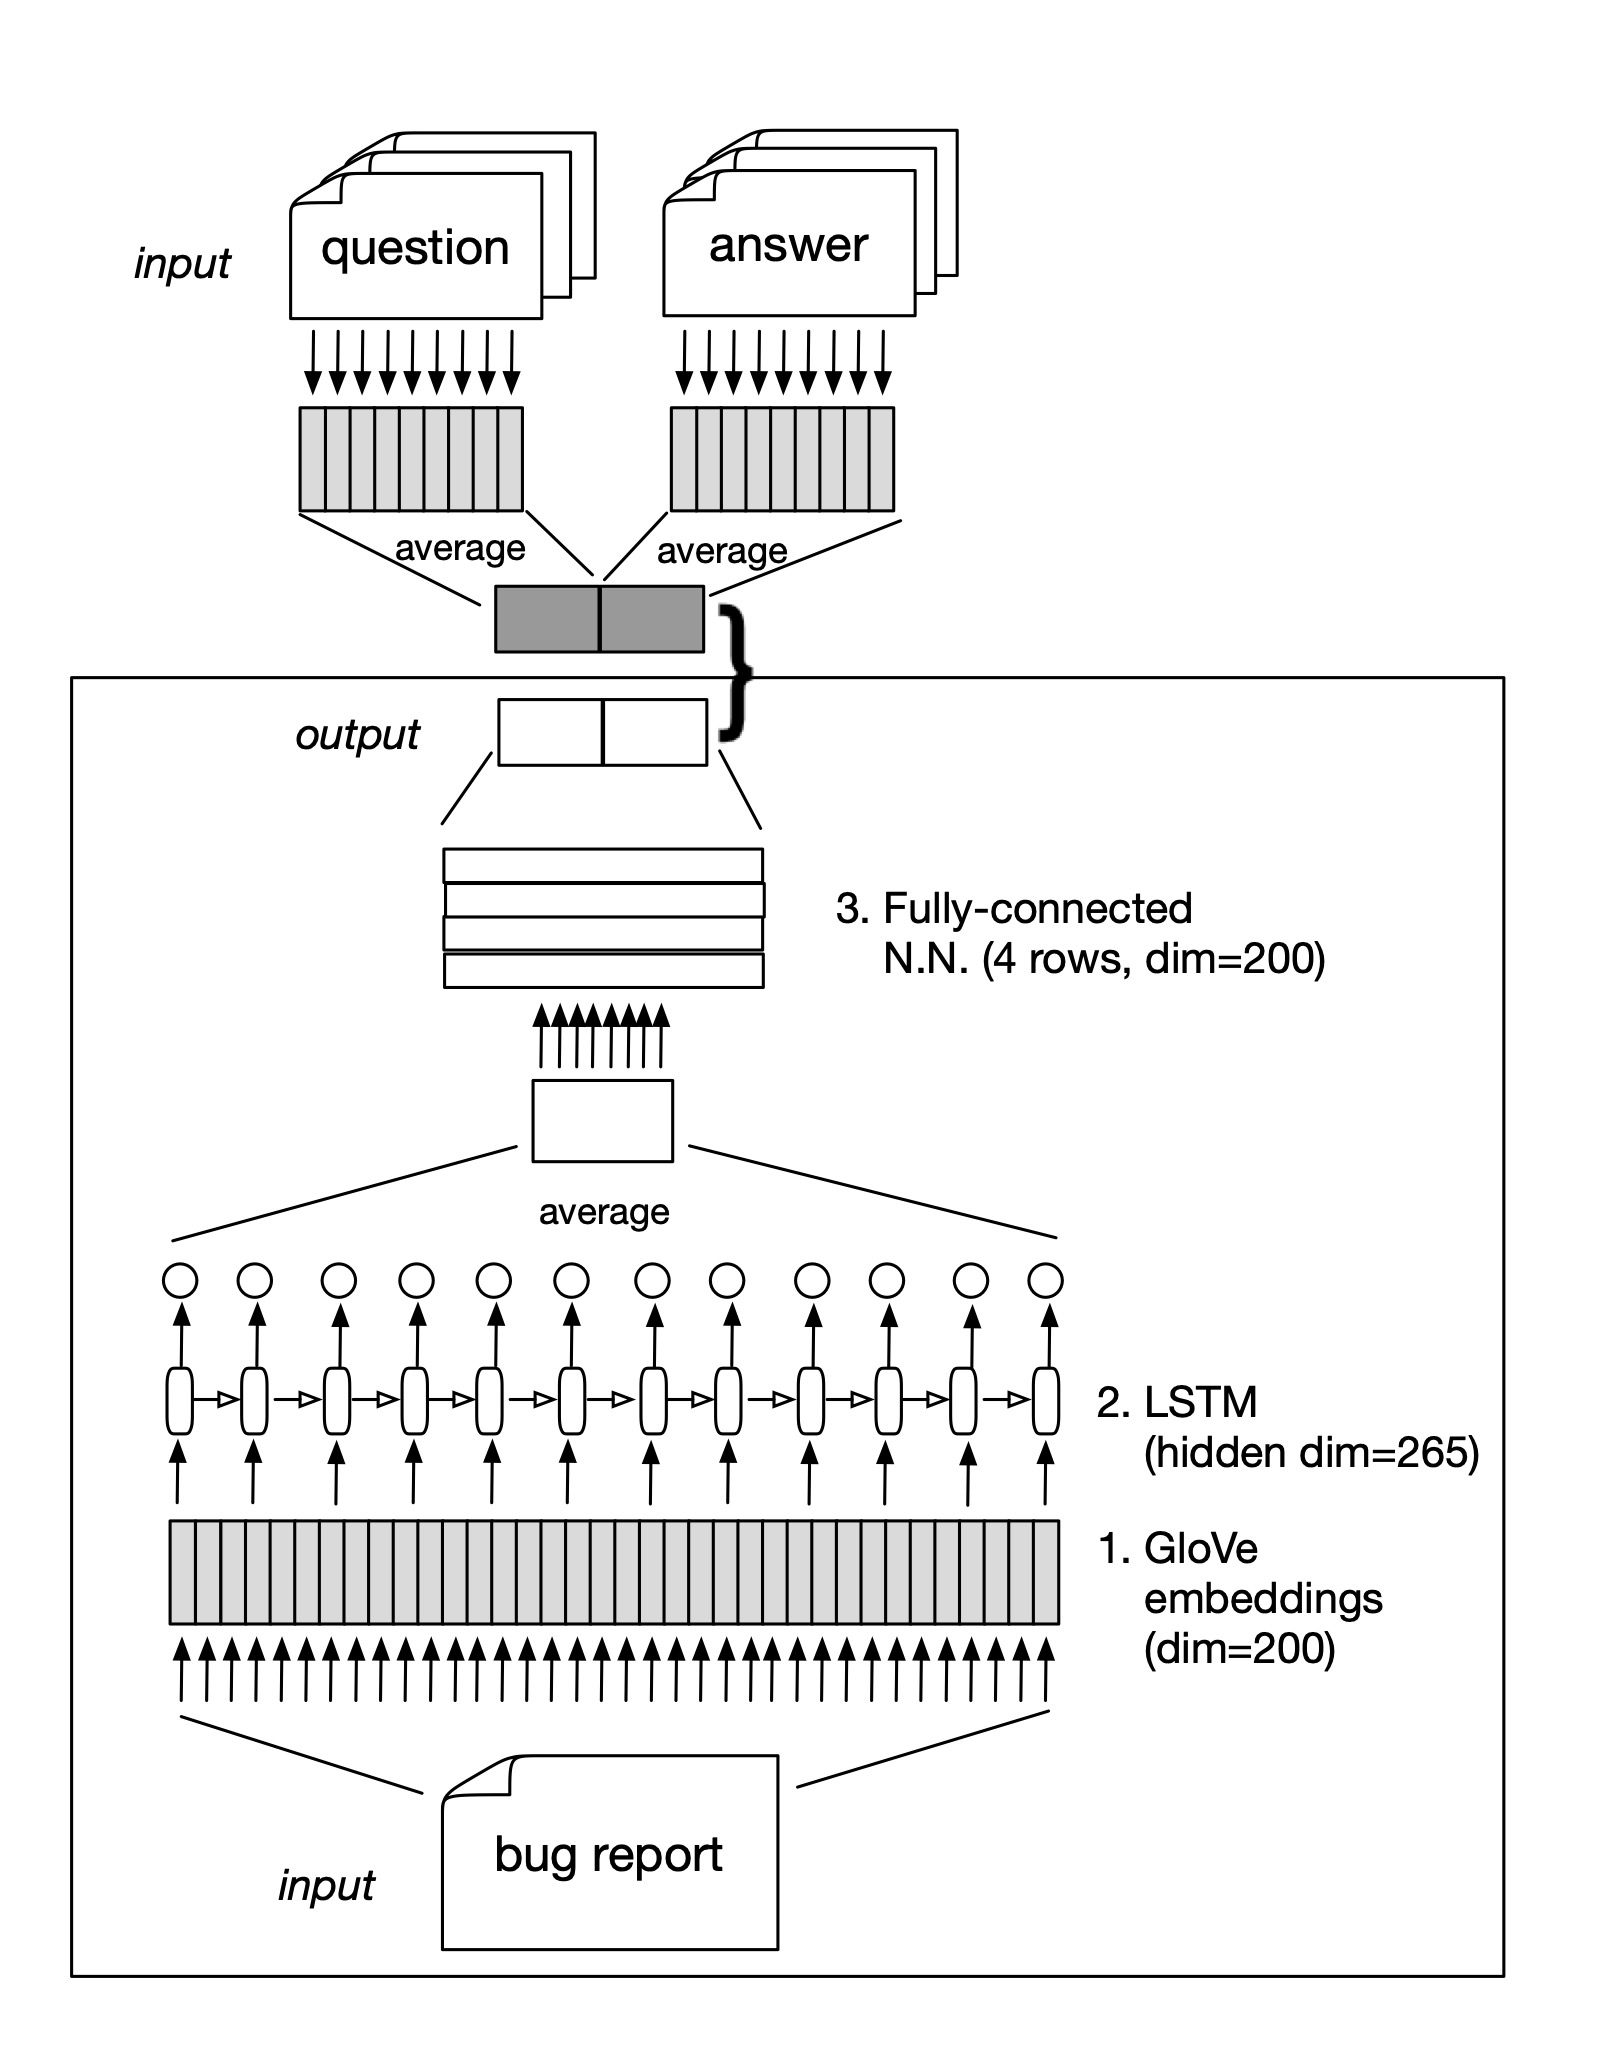 input
question
answer
average
average
}
output
3. Fully-connected
N.N. (4 rows, dim=200)
average
2. LSTM
(hidden dim=265)
1. GloVe
embeddings
(dim=200)
bug report
input